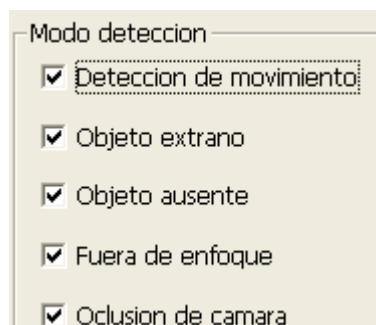 Modo deteccion
Deteccion de movimiento
Objeto extrano
Objeto ausente
Fuera de enfoque
Oclusion de camara